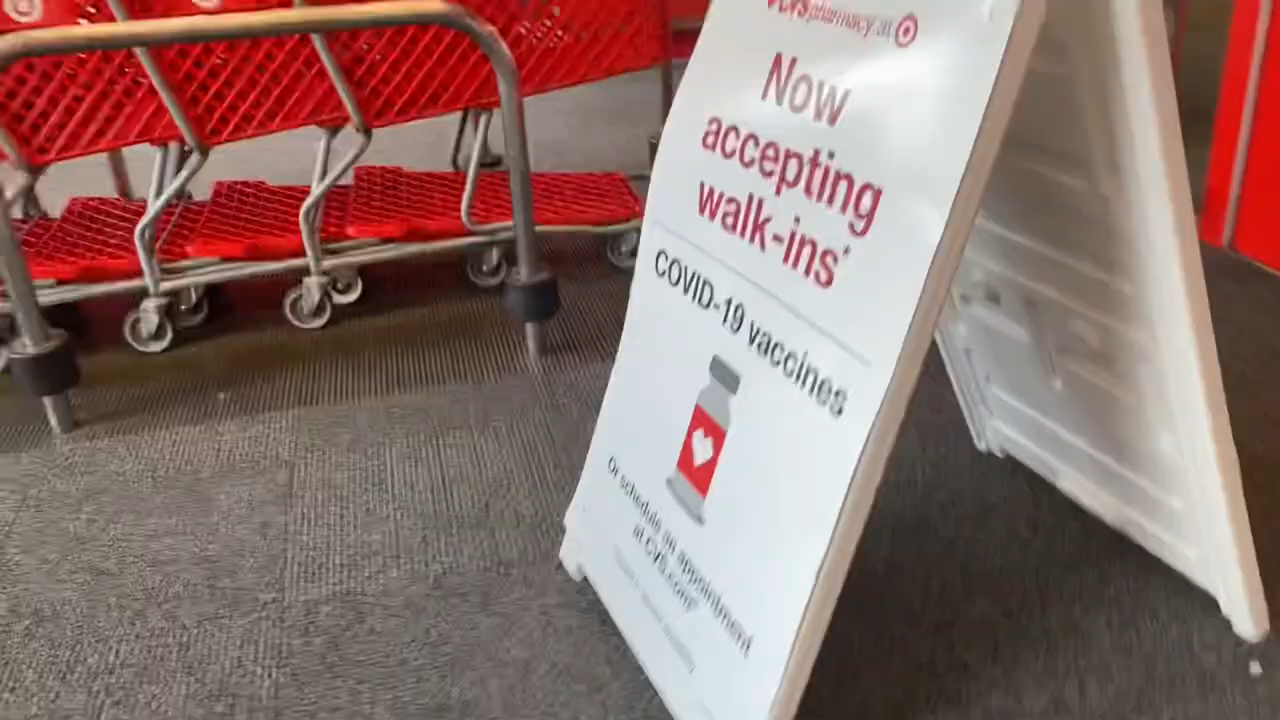 CVS pharmacy at
Now
accepting
walk-ins*
COVID-19 vaccines
Or schedule an appointment
at CVS.com®